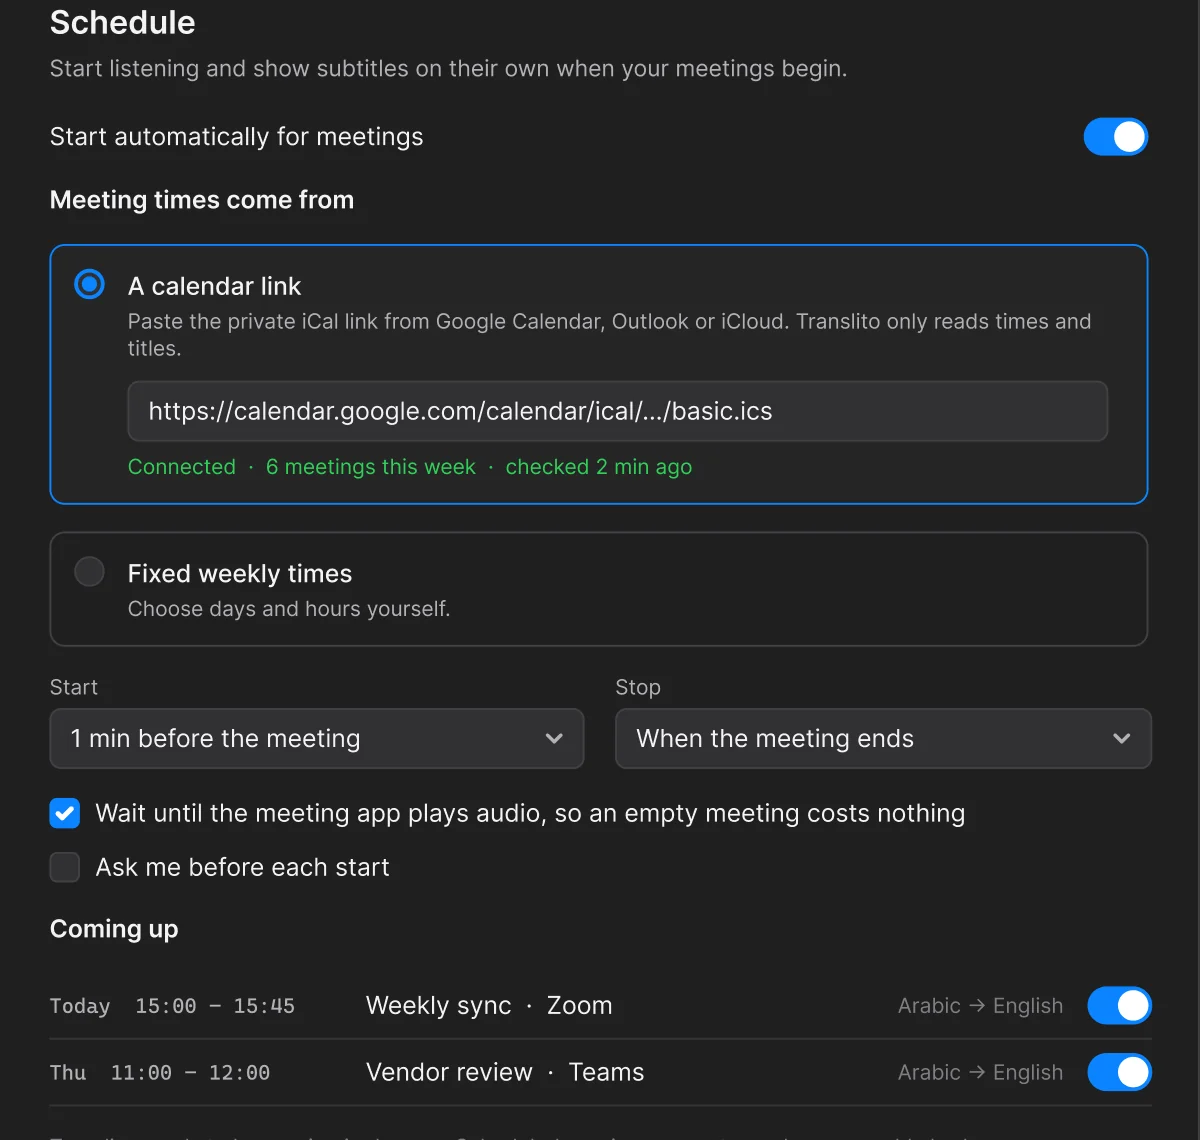 Schedule
Start listening and show subtitles on their own when your meetings begin.
Start automatically for meetings
Meeting times come from
A calendar link
Paste the private iCal link from Google Calendar, Outlook or iCloud. Translito only reads times and
titles.
https://calendar.google.com/calendar/ical/.../basic.ics
Connected · 6 meetings this week · checked 2 min ago
Fixed weekly times
Choose days and hours yourself.
Start Stop
1 min before the meeting When the meeting ends
Wait until the meeting app plays audio, so an empty meeting costs nothing
Ask me before each start
Coming up
Today 15:00 – 15:45 Weekly sync · Zoom Arabic → English
Thu 11:00 – 12:00 Vendor review · Teams Arabic → English